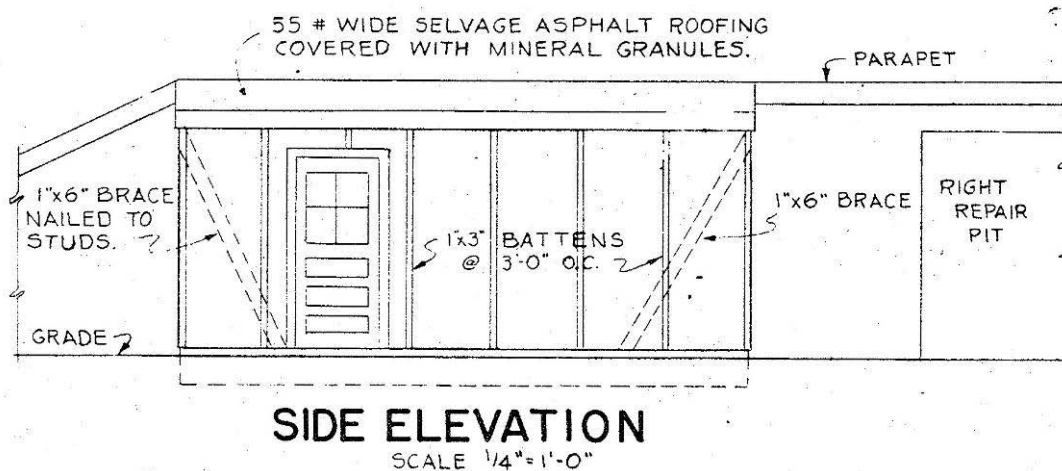 55 # WIDE SELVAGE ASPHALT ROOFING
COVERED WITH MINERAL GRANULES.
PARAPET
1"x6" BRACE
NAILED TO
STUDS.
1"x3" BATTENS
@ 3'-0" O.C.
1"x6" BRACE
RIGHT
REPAIR
PIT
GRADE
SIDE ELEVATION
SCALE 1/4"=1'-0"